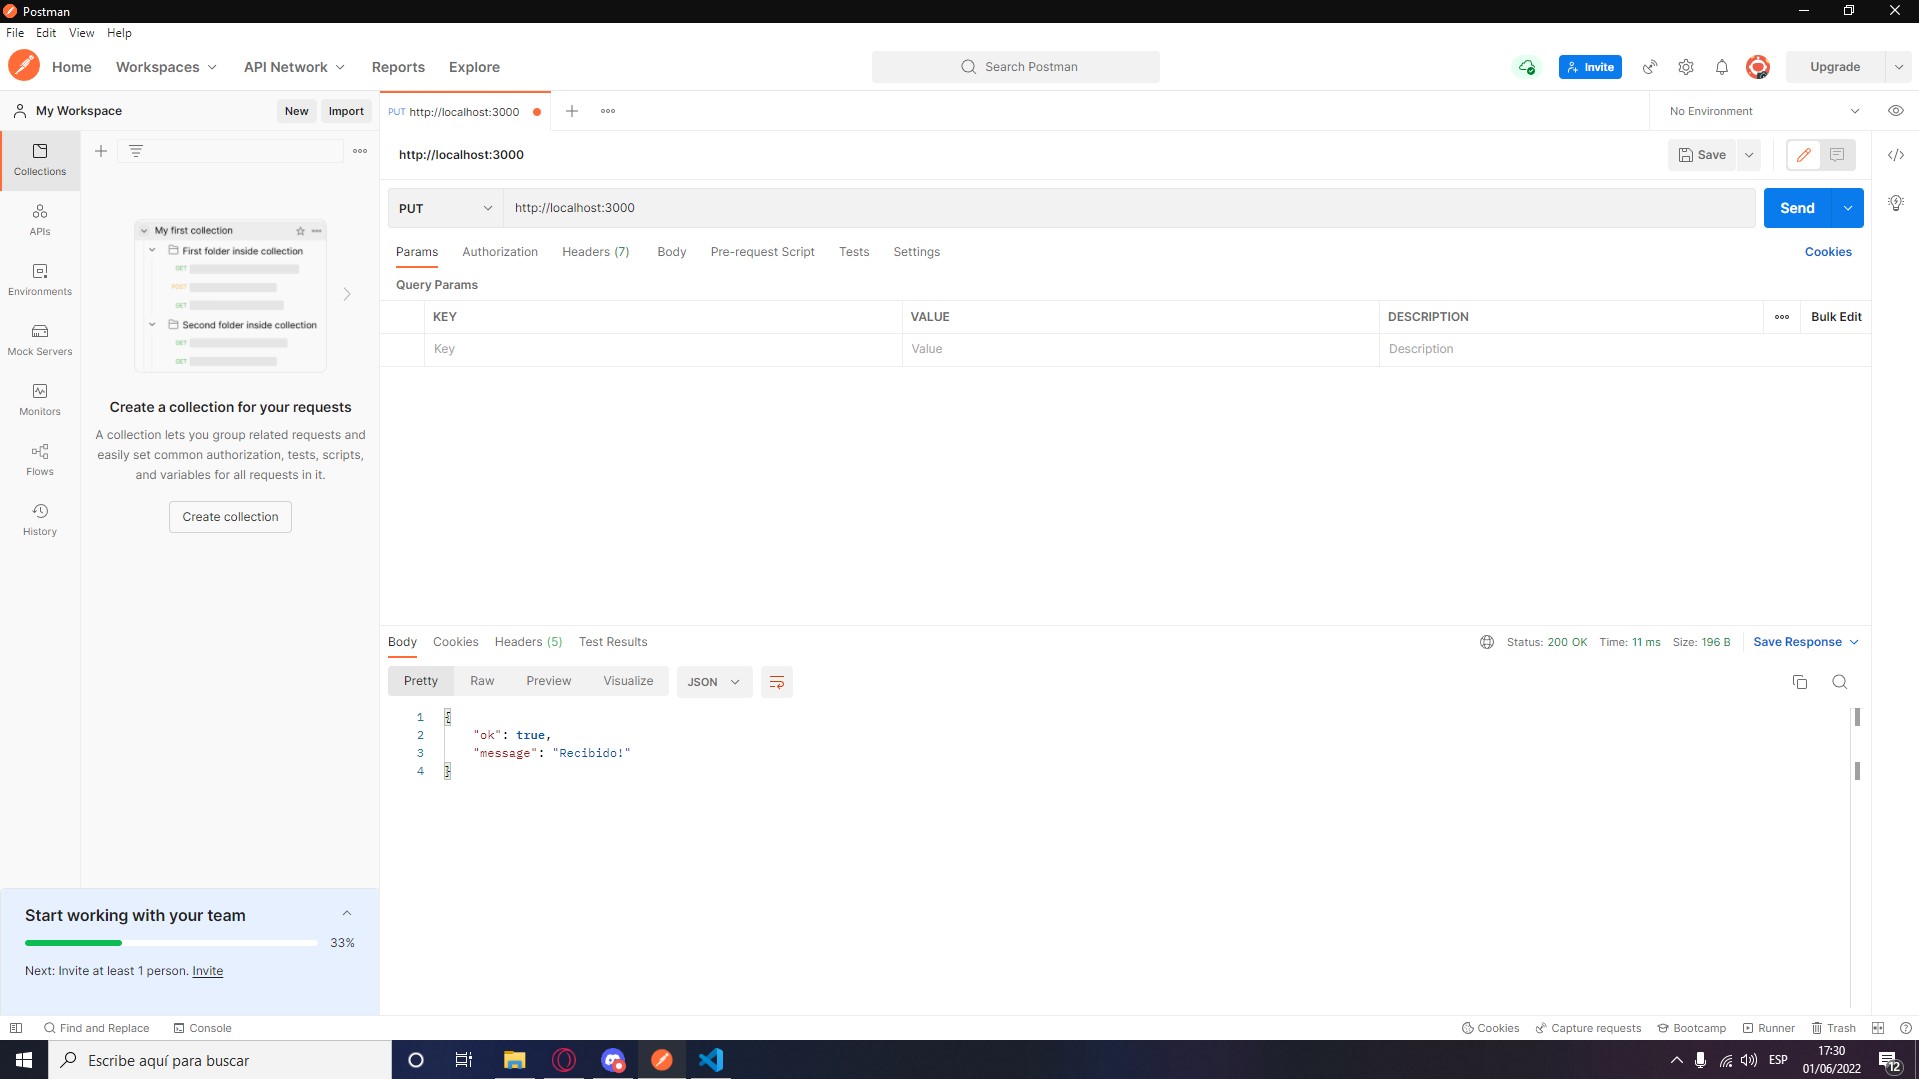 Postman
File Edit View Help
Home Workspaces API Network Reports Explore Search Postman Invite Upgrade
My Workspace New Import PUT http://localhost:3000 No Environment
Collections
APIs
Environments
Mock Servers
Monitors
Flows
History
My first collection
First folder inside collection
GET
POST
GET
Second folder inside collection
GET
GET
Create a collection for your requests
A collection lets you group related requests and
easily set common authorization, tests, scripts,
and variables for all requests in it.
Create collection
Start working with your team
33%
Next: Invite at least 1 person. Invite
http://localhost:3000 Save
PUT http://localhost:3000 Send
Params Authorization Headers (7) Body Pre-request Script Tests Settings Cookies
Query Params
KEY VALUE DESCRIPTION Bulk Edit
Key Value Description
Body Cookies Headers (5) Test Results Status: 200 OK Time: 11 ms Size: 196 B Save Response
Pretty Raw Preview Visualize JSON
1 {
2 "ok": true,
3 "message": "Recibido!"
4 }
Find and Replace Console Cookies Capture requests Bootcamp Runner Trash
Escribe aquí para buscar ESP 17:30
01/06/2022 12